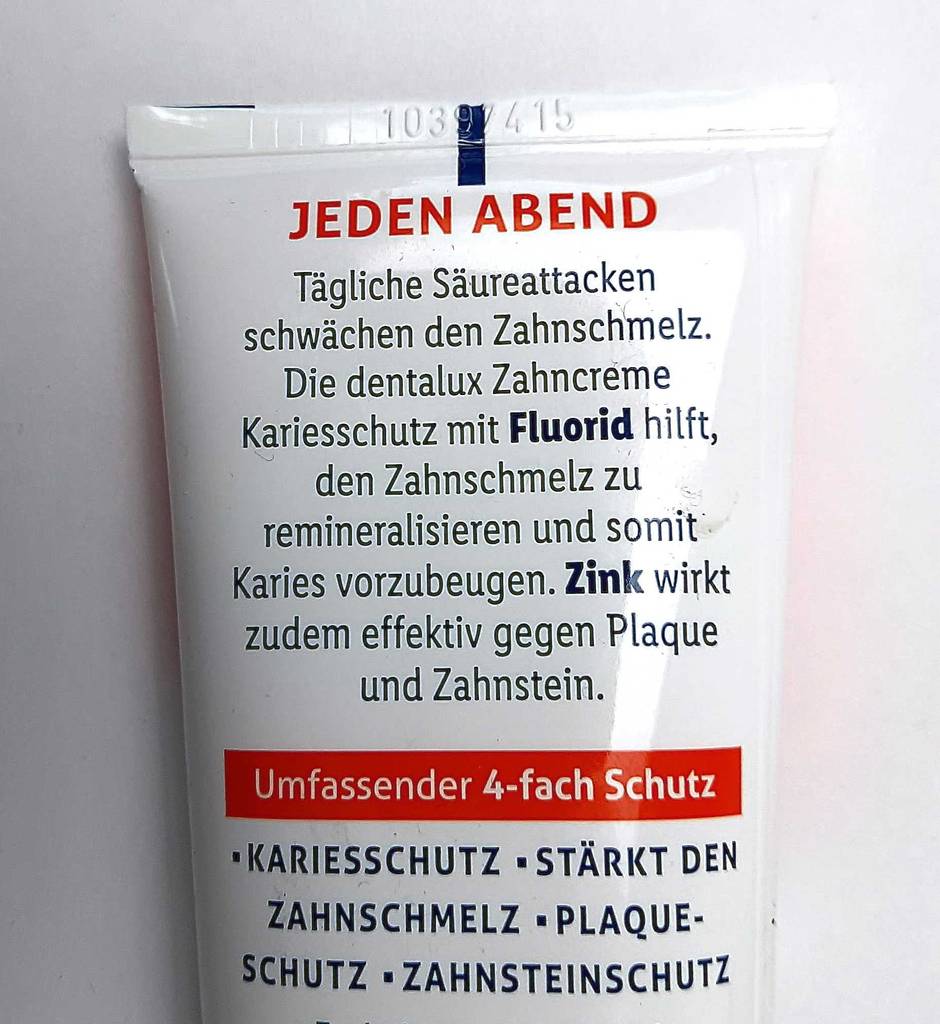 10397415
JEDEN ABEND
Tägliche Säureattacken
schwächen den Zahnschmelz.
Die dentalux Zahncreme
Kariesschutz mit Fluorid hilft,
den Zahnschmelz zu
remineralisieren und somit
Karies vorzubeugen. Zink wirkt
zudem effektiv gegen Plaque
und Zahnstein.
Umfassender 4-fach Schutz
▪KARIESSCHUTZ ▪STÄRKT DEN
ZAHNSCHMELZ ▪PLAQUE-
SCHUTZ ▪ZAHNSTEINSCHUTZ